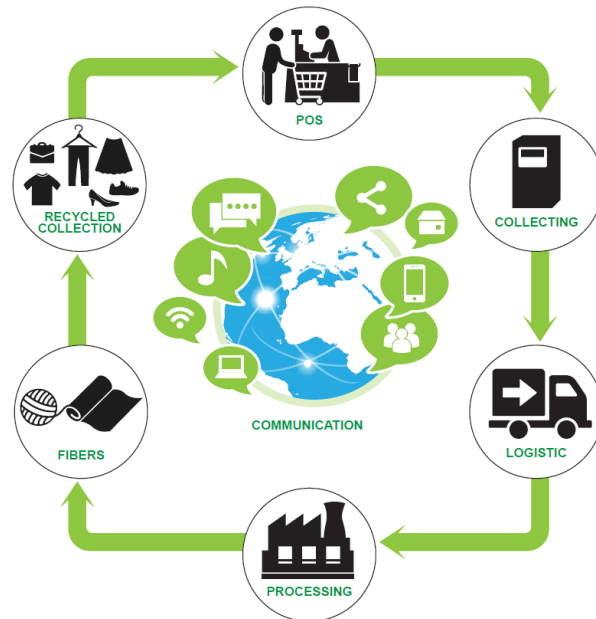 POS
COLLECTING
LOGISTIC
PROCESSING
FIBERS
RECYCLED
COLLECTION
COMMUNICATION